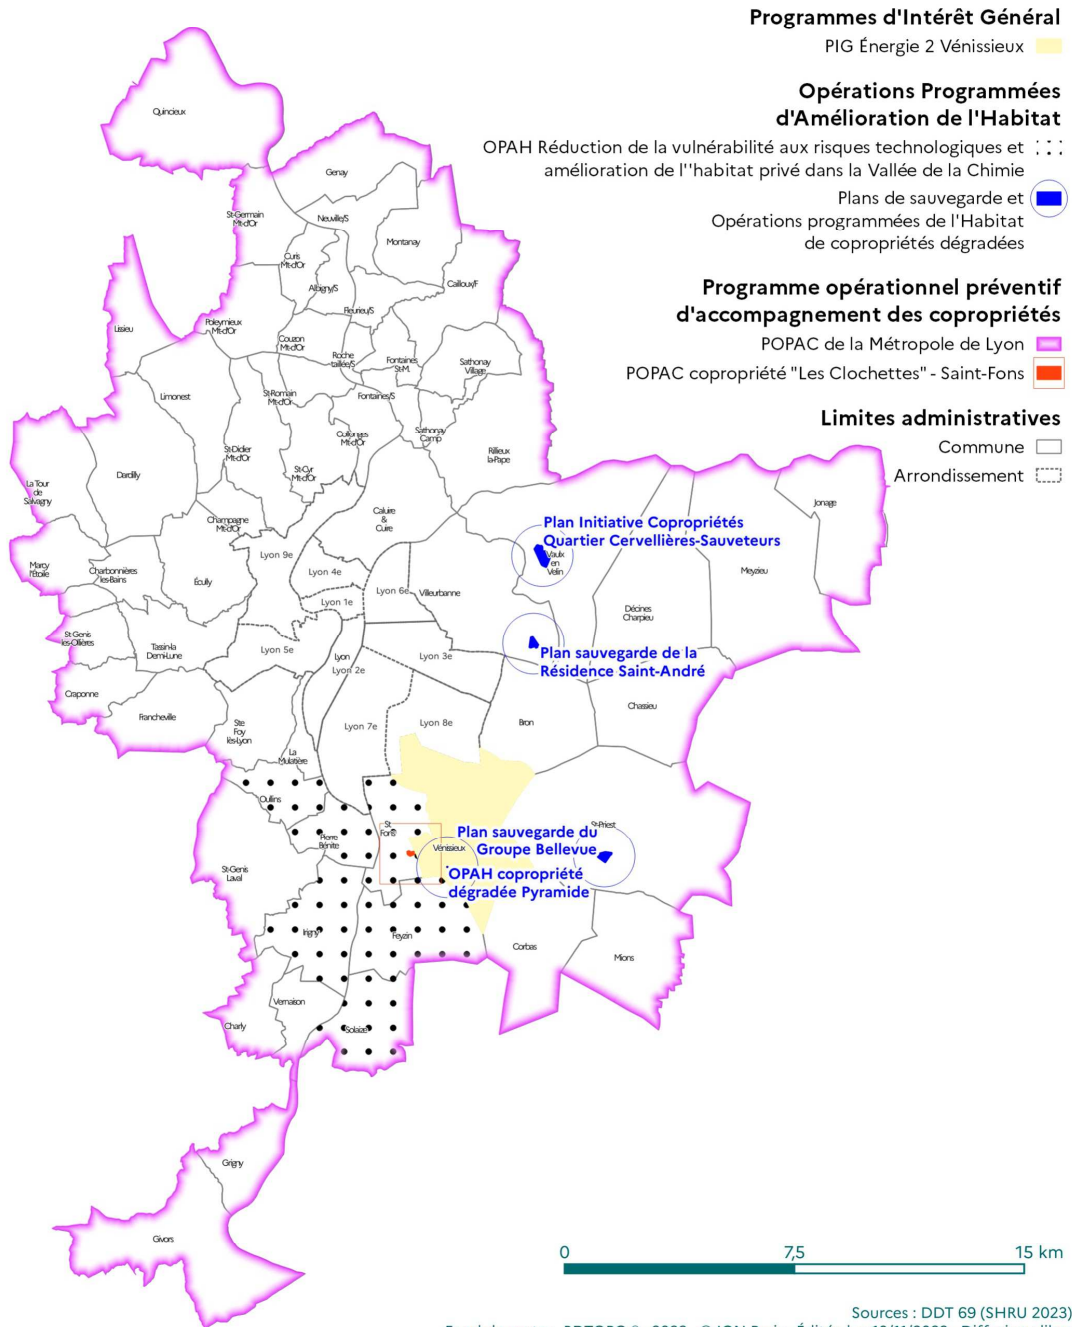 Programmes d'Intérêt Général
PIG Énergie 2 Vénissieux
Opérations Programmées
d'Amélioration de l'Habitat
OPAH Réduction de la vulnérabilité aux risques technologiques et
amélioration de l''habitat privé dans la Vallée de la Chimie
Plans de sauvegarde et
Opérations programmées de l'Habitat
de copropriétés dégradées
Programme opérationnel préventif
d'accompagnement des copropriétés
POPAC de la Métropole de Lyon
POPAC copropriété "Les Clochettes" - Saint-Fons
Limites administratives
Commune
Arrondissement
Quincieux
Genay
St-Germain
Mt-d'Or
Neuville/S
Montanay
Curis
Mt-d'Or
Albigny/S
Cailloux/F
Fleurieu/S
Lissieu
Poleymieux
Mt-d'Or
Couzon
Mt-d'Or
Roche
taillée/S
Fontaines
St-M.
Sathonay
Village
Limonest
St-Romain
Mt-d'Or
Fontaines/S
Collonges
Mt-d'Or
Sathonay
Camp
Rillieux
la-Pape
St-Didier
Mt-d'Or
St-Cyr
Mt-d'Or
Dardilly
La Tour
de
Salvagny
Champagne
Mt-d'Or
Caluire
&
Cuire
Jonage
Plan Initiative Copropriétés
Quartier Cervellières-Sauveteurs
Vaulx
en
Velin
Meyzieu
Marcy
l'Étoile
Charbonnières
les-Bains
Écully
Lyon 9e
Lyon 4e
Lyon 6e
Lyon 1e
Villeurbanne
Décines
Charpieu
St-Genis
les-Ollières
Tassin-la
Demi-Lune
Lyon 5e
Lyon
Lyon 2e
Lyon 3e
Plan sauvegarde de la
Résidence Saint-André
Craponne
Francheville
Ste
Foy
lès-Lyon
La
Mulatière
Lyon 7e
Lyon 8e
Bron
Chassieu
Oullins
Pierre
Bénite
St
Fons
Vénissieux
St-Priest
Plan sauvegarde du
Groupe Bellevue
OPAH copropriété
dégradée Pyramide
St-Genis
Laval
Irigny
Feyzin
Corbas
Mions
Vernaison
Charly
Solaize
Grigny
Givors
0 7,5 15 km
Sources : DDT 69 (SHRU 2023)